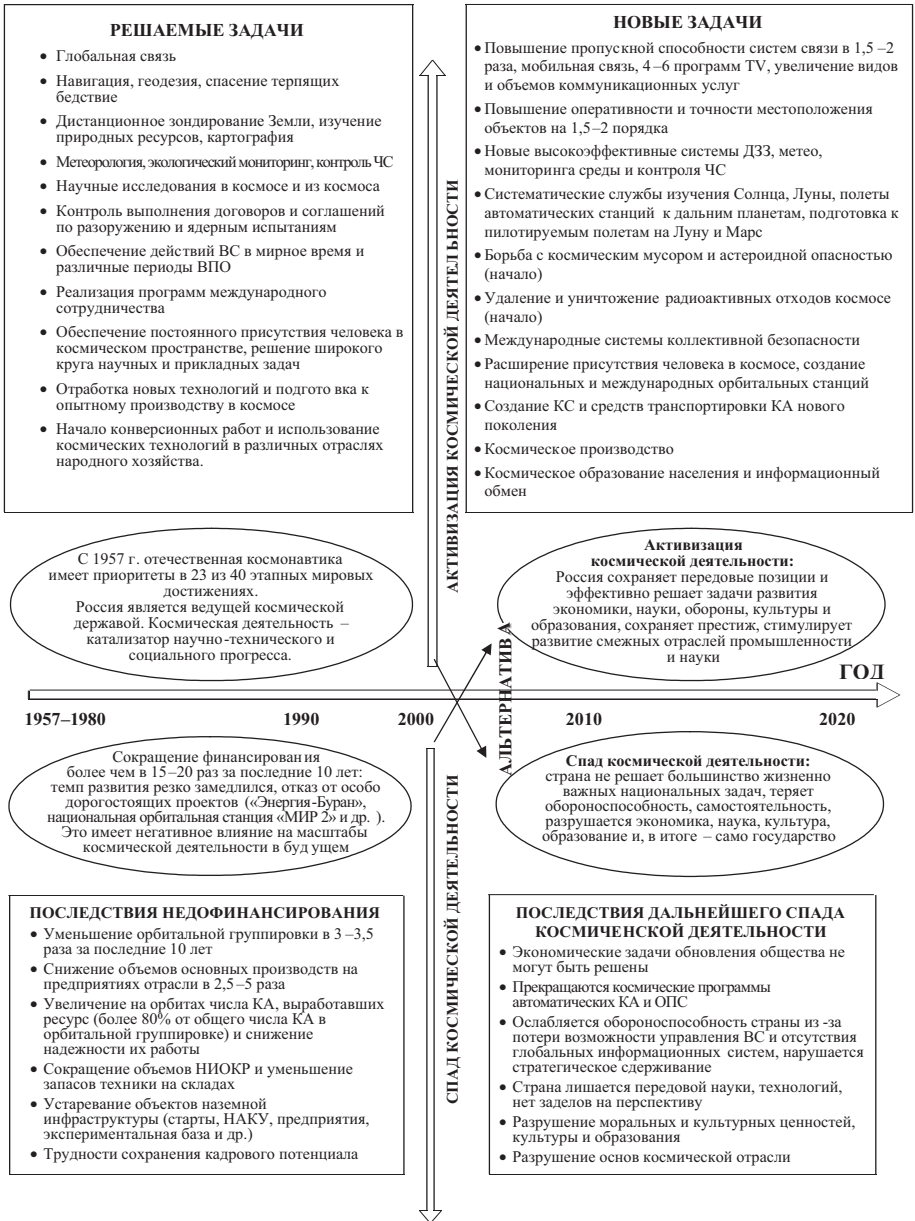 РЕШАЕМЫЕ ЗАДАЧИ
• Глобальная связь
• Навигация, геодезия, спасение терпящих
бедствие
• Дистанционное зондирование Земли, изучение
природных ресурсов, картография
• Метеорология, экологический мониторинг, контроль ЧС
• Научные исследования в космосе и из космоса
• Контроль выполнения договоров и соглашений
по разоружению и ядерным испытаниям
• Обеспечение действий ВС в мирное время и
различные периоды ВПО
• Реализация программ международного
сотрудничества
• Обеспечение постоянного присутствия человека в
космическом пространстве, решение широкого
круга научных и прикладных задач
• Отработка новых технологий и подгото вка к
опытному производству в космосе
• Начало конверсионных работ и использование
космических технологий в различных отраслях
народного хозяйства.
НОВЫЕ ЗАДАЧИ
• Повышение пропускной способности систем связи в 1,5 –2
раза, мобильная связь, 4 –6 программ TV, увеличение видов
и объемов коммуникационных услуг
• Повышение оперативности и точности местоположения
объектов на 1,5–2 порядка
• Новые высокоэффективные системы ДЗЗ, метео,
мониторинга среды и контроля ЧС
• Систематические службы изучения Солнца, Луны, полеты
автоматических станций к дальним планетам, подготовка к
пилотируемым полетам на Луну и Марс
• Борьба с космическим мусором и астероидной опасностью
(начало)
• Удаление и уничтожение радиоактивных отходов космосе
(начало)
• Международные системы коллективной безопасности
• Расширение присутствия человека в космосе, создание
национальных и международных орбитальных станций
• Создание КС и средств транспортировки КА нового
поколения
• Космическое производство
• Космическое образование населения и информационный
обмен
АКТИВИЗАЦИЯ КОСМИЧЕСКОЙ ДЕЯТЕЛЬНОСТИ
С 1957 г. отечественная космонавтика
имеет приоритеты в 23 из 40 этапных мировых
достижениях.
Россия является ведущей космической
державой. Космическая деятельность –
катализатор научно-технического и
социального прогресса.
Активизация
космической деятельности:
Россия сохраняет передовые позиции и
эффективно решает задачи развития
экономики, науки, обороны, культуры и
образования, сохраняет престиж, стимулирует
развитие смежных отраслей промышленности
и науки
АЛЬТЕРНАТИВА
ГОД
1957–1980 1990 2000 2010 2020
Сокращение финансирования
более чем в 15–20 раз за последние 10 лет:
темп развития резко замедлился, отказ от особо
дорогостоящих проектов («Энергия-Буран»,
национальная орбитальная станция «МИР 2» и др. ).
Это имеет негативное влияние на масштабы
космической деятельности в буд ущем
Спад космической деятельности:
страна не решает большинство жизненно
важных национальных задач, теряет
обороноспособность, самостоятельность,
разрушается экономика, наука, культура,
образование и, в итоге – само государство
СПАД КОСМИЧЕСКОЙ ДЕЯТЕЛЬНОСТИ
ПОСЛЕДСТВИЯ НЕДОФИНАНСИРОВАНИЯ
• Уменьшение орбитальной группировки в 3 –3,5
раза за последние 10 лет
• Снижение объемов основных производств на
предприятиях отрасли в 2,5–5 раза
• Увеличение на орбитах числа КА, выработавших
ресурс (более 80% от общего числа КА в
орбитальной группировке) и снижение
надежности их работы
• Сокращение объемов НИОКР и уменьшение
запасов техники на складах
• Устаревание объектов наземной
инфраструктуры (старты, НАКУ, предприятия,
экспериментальная база и др.)
• Трудности сохранения кадрового потенциала
ПОСЛЕДСТВИЯ ДАЛЬНЕЙШЕГО СПАДА
КОСМИЧЕНСКОЙ ДЕЯТЕЛЬНОСТИ
• Экономические задачи обновления общества не
могут быть решены
• Прекращаются космические программы
автоматических КА и ОПС
• Ослабляется обороноспособность страны из -за
потери возможности управления ВС и отсутствия
глобальных информационных систем, нарушается
стратегическое сдерживание
• Страна лишается передовой науки, технологий,
нет заделов на перспективу
• Разрушение моральных и культурных ценностей,
культуры и образования
• Разрушение основ космической отрасли